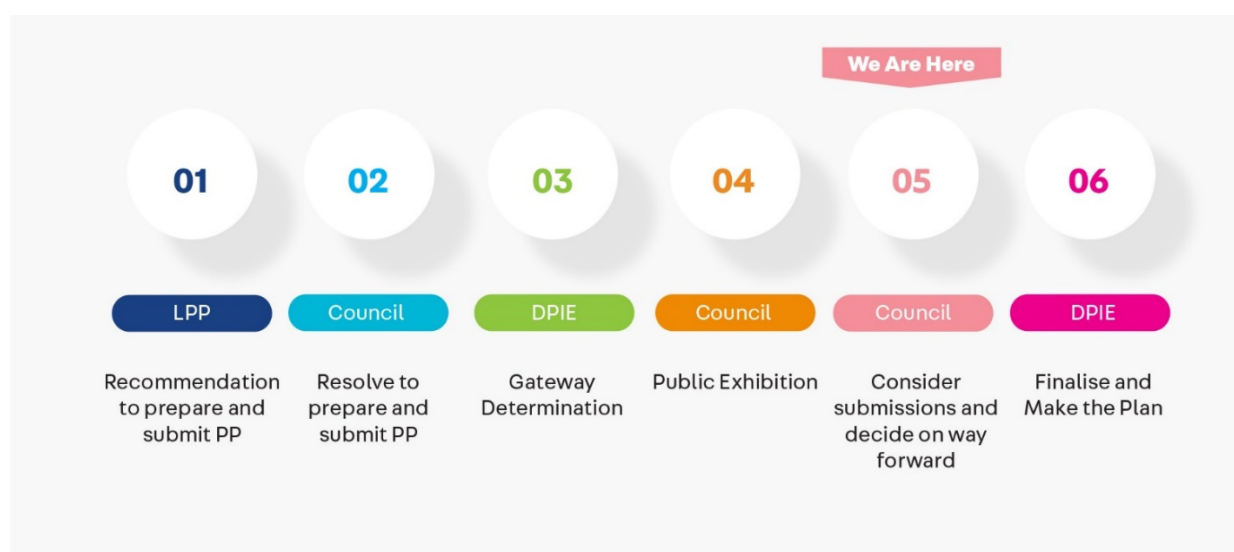 We Are Here
01
02
03
04
05
06
LPP
Council
DPIE
Council
Council
DPIE
Recommendation
to prepare and
submit PP
Resolve to
prepare and
submit PP
Gateway
Determination
Public Exhibition
Consider
submissions and
decide on way
forward
Finalise and
Make the Plan